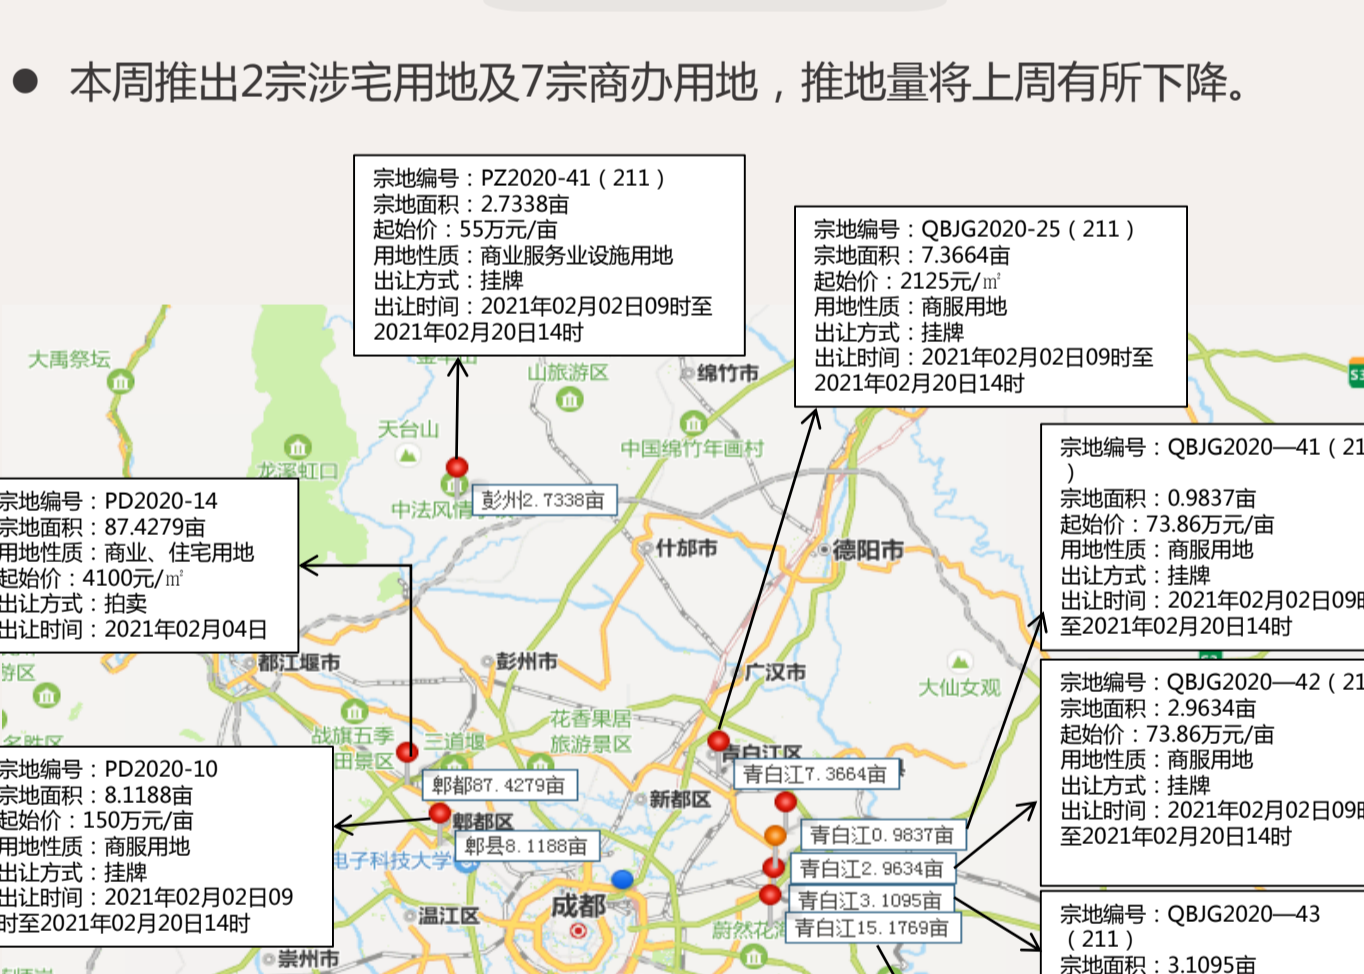 ● 本周推出2宗涉宅用地及7宗商办用地，推地量将上周有所下降。
宗地编号：PZ2020-41（211）
宗地面积：2.7338亩
起始价：55万元/亩
用地性质：商业服务业设施用地
出让方式：挂牌
出让时间：2021年02月02日09时至
2021年02月20日14时
宗地编号：QBJG2020-25（211）
宗地面积：7.3664亩
起始价：2125元/㎡
用地性质：商服用地
出让方式：挂牌
出让时间：2021年02月02日09时至
2021年02月20日14时
大禹祭坛
山旅游区
绵竹市
天台山
中国绵竹年画村
龙溪虹口
中法风情
彭州2.7338亩
什邡市
德阳市
宗地编号：QBJG2020—41（21
）
宗地面积：0.9837亩
起始价：73.86万元/亩
用地性质：商服用地
出让方式：挂牌
出让时间：2021年02月02日09时
至2021年02月20日14时
宗地编号：PD2020-14
宗地面积：87.4279亩
用地性质：商业、住宅用地
起始价：4100元/㎡
出让方式：拍卖
出让时间：2021年02月04日
都江堰市
彭州市
广汉市
大仙女观
游区
宗地编号：QBJG2020—42（21
宗地面积：2.9634亩
起始价：73.86万元/亩
用地性质：商服用地
出让方式：挂牌
出让时间：2021年02月02日09时
至2021年02月20日14时
花香果居
旅游景区
战旗五季
田景区
三道堰
名胜区
青白江区
青白江7.3664亩
郫都87.4279亩
新都区
宗地编号：PD2020-10
宗地面积：8.1188亩
起始价：150万元/亩
用地性质：商服用地
出让方式：挂牌
出让时间：2021年02月02日09
时至2021年02月20日14时
郫都区
郫县8.1188亩
电子科技大学
青白江0.9837亩
青白江2.9634亩
青白江3.1095亩
青白江15.1769亩
成都
温江区
蔚然花海
崇州市
宗地编号：QBJG2020—43
（211）
宗地面积：3.1095亩